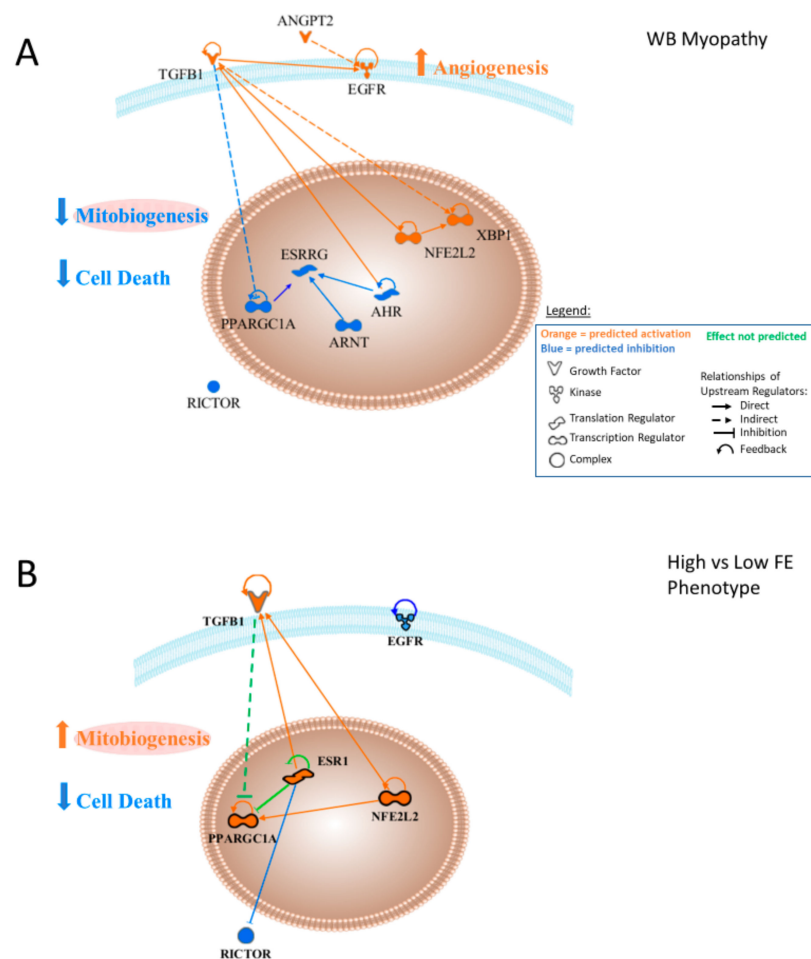 A
WB Myopathy
ANGPT2
TGFB1
EGFR
Angiogenesis
Mitobiogenesis
Cell Death
XBP1
NFE2L2
ESRRG
AHR
PPARGC1A
ARNT
RICTOR
Legend:
Orange = predicted activation
Effect not predicted
Blue = predicted inhibition
Growth Factor
Kinase
Translation Regulator
Transcription Regulator
Complex
Relationships of
Upstream Regulators:
Direct
Indirect
Inhibition
Feedback
B
High vs Low FE
Phenotype
TGFB1
EGFR
Mitobiogenesis
Cell Death
ESR1
NFE2L2
PPARGC1A
RICTOR